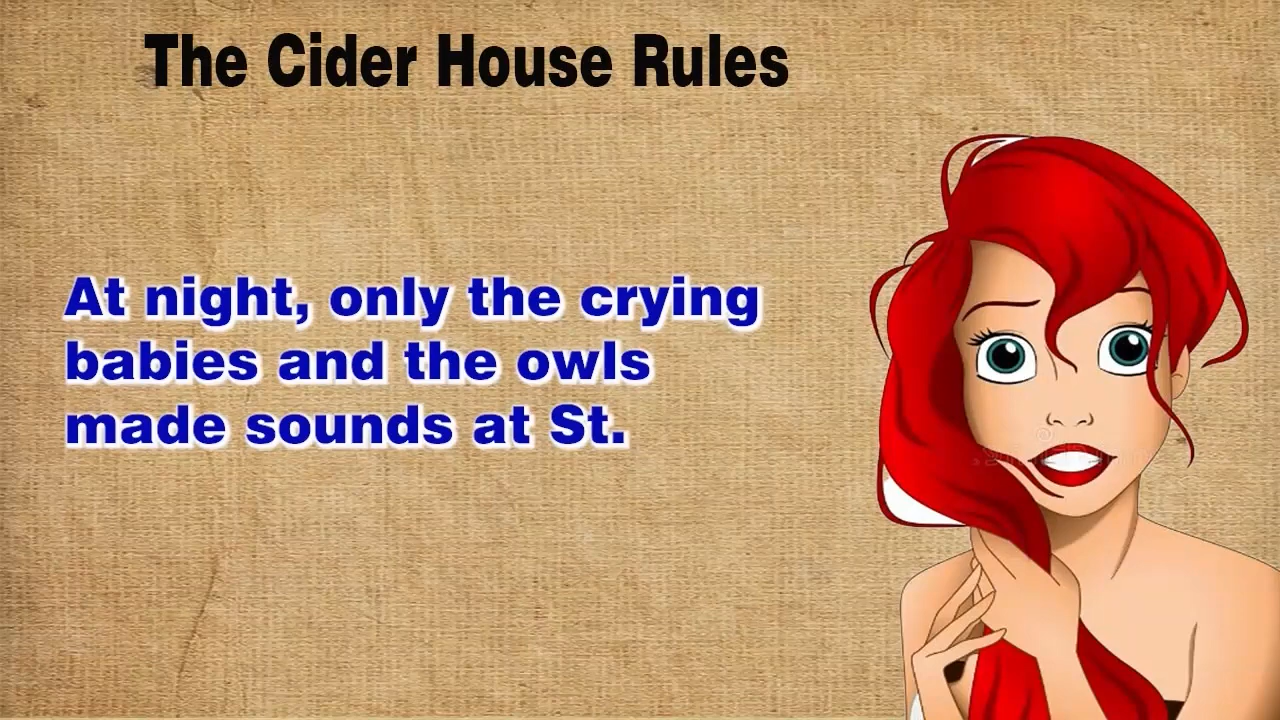 The Cider House Rules
At night, only the crying
babies and the owls
made sounds at St.